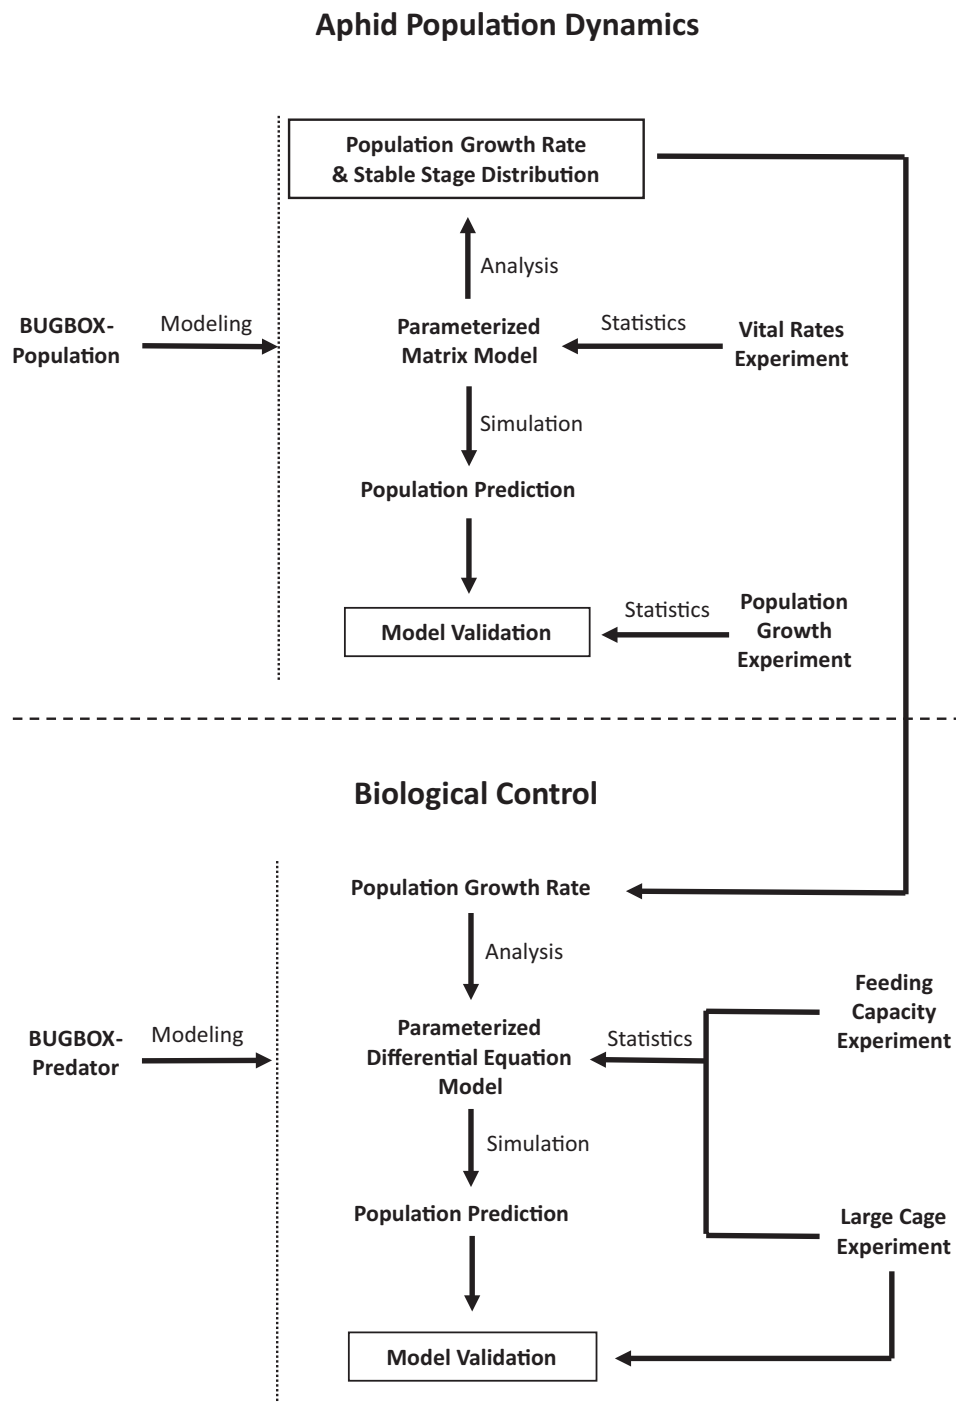 Aphid Population Dynamics
Population Growth Rate
& Stable Stage Distribution
Analysis
BUGBOX-
Population
Modeling
Parameterized
Matrix Model
Statistics
Vital Rates
Experiment
Simulation
Population Prediction
Model Validation
Statistics
Population
Growth
Experiment
Biological Control
Population Growth Rate
Analysis
BUGBOX-
Predator
Modeling
Parameterized
Differential Equation
Model
Statistics
Feeding
Capacity
Experiment
Simulation
Population Prediction
Large Cage
Experiment
Model Validation